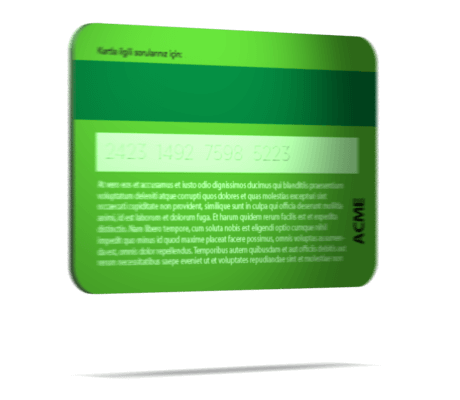 Kartla ilgili sorularınız için:
2423 1492 7698 5223
At vero eos et accusamus et iusto odio dignissimos ducimus qui blanditiis praesentium
voluptatum deleniti atque corrupti quos dolores et quas molestias excepturi sint
occaecati cupiditate non provident, similique sunt in culpa qui officia deserunt mollitia
animi, id est laborum et dolorum fuga. Et harum quidem rerum facilis est et expedita
distinctio. Nam libero tempore, cum soluta nobis est eligendi optio cumque nihil
impedit quo minus id quod maxime placeat facere possimus, omnis voluptas assumen-
da est, omnis dolor repellendus. Temporibus autem quibusdam et aut officiis debitis aut
rerum necessitatibus saepe eveniet ut et voluptates repudiandae sint et molestiae non
ACME